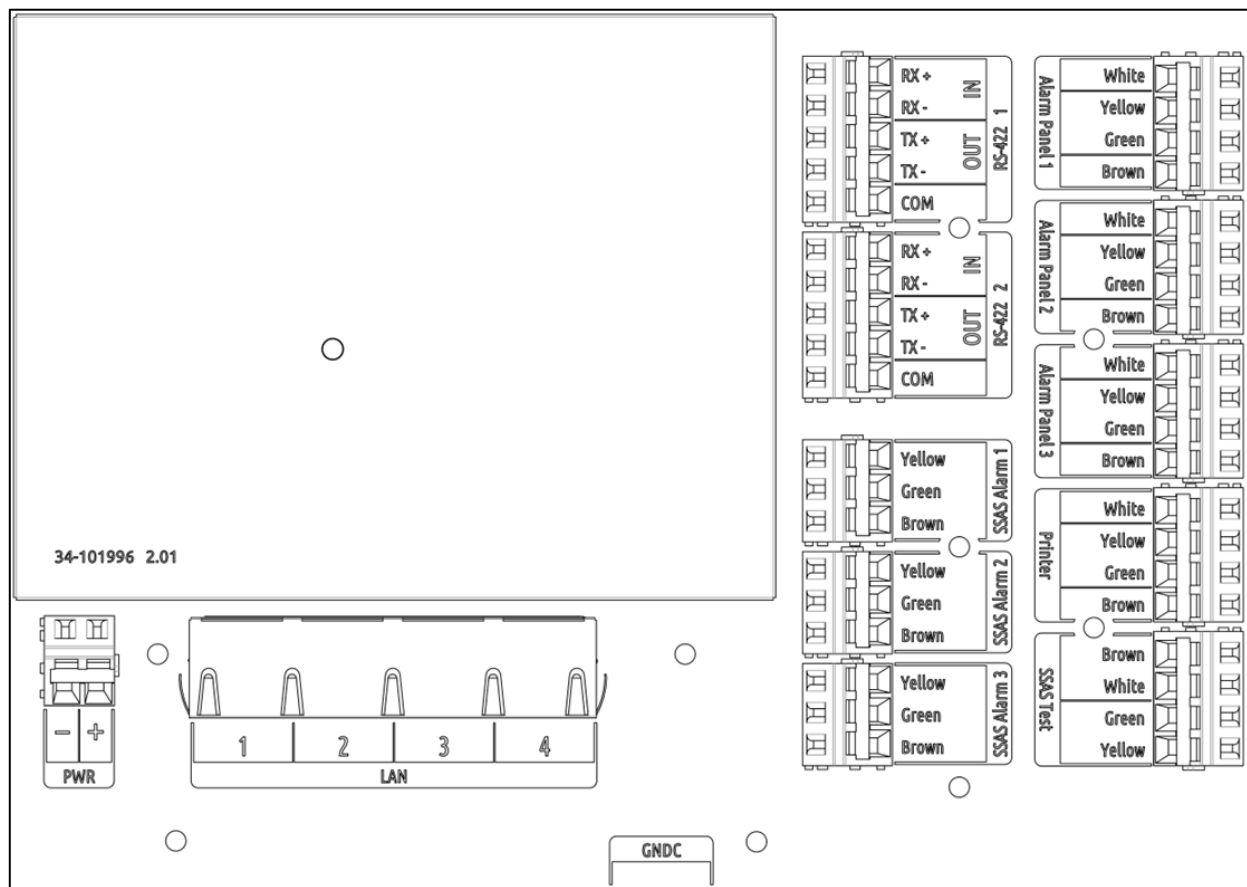 RX +
RX -
IN
TX +
TX -
OUT
COM
RS-422 1
RX +
RX -
IN
TX +
TX -
OUT
COM
RS-422 2
Yellow
Green
Brown
SSAS Alarm 1
Yellow
Green
Brown
SSAS Alarm 2
Yellow
Green
Brown
SSAS Alarm 3
Alarm Panel 1
White
Yellow
Green
Brown
Alarm Panel 2
White
Yellow
Green
Brown
Alarm Panel 3
White
Yellow
Green
Brown
Printer
White
Yellow
Green
Brown
SSAS Test
Brown
White
Green
Yellow
34-101996 2.01
- +
PWR
1 2 3 4
LAN
GNDC